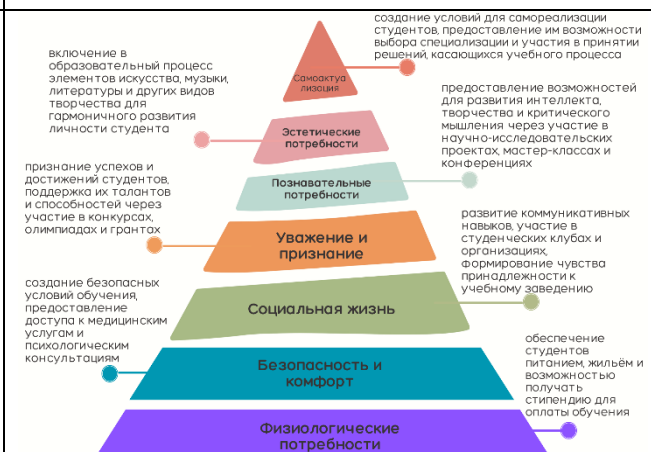 создание условий для самореализации
студентов, предоставление им возможности
выбора специализации и участия в принятии
решений, касающихся учебного процесса
Самоактуа
лизация
включение в
образовательный процесс
элементов искусства, музыки,
литературы и других видов
творчества для
гармоничного развития
личности студента
Эстетические
потребности
предоставление возможностей
для развития интеллекта,
творчества и критического
мышления через участие в
научно-исследовательских
проектах, мастер-классах и
конференциях
Познавательные
потребности
признание успехов и
достижений студентов,
поддержка их талантов
и способностей через
участие в конкурсах,
олимпиадах и грантах
Уважение и
признание
развитие коммуникативных
навыков, участие в
студенческих клубах и
организациях,
формирование чувства
принадлежности к
учебному заведению
Социальная жизнь
создание безопасных
условий обучения,
предоставление
доступа к медицинским
услугам и
психологическим
консультациям
Безопасность и
комфорт
обеспечение
студентов
питанием, жильём и
возможностью
получать
стипендию для
оплаты обучения
Физиологические
потребности